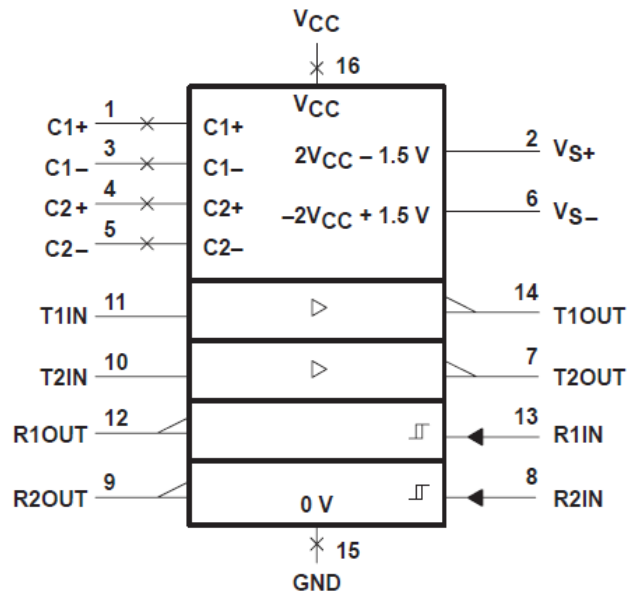 VCC
16
VCC
1
C1+ C1+
2VCC – 1.5 V
2
VS+
3
C1– C1–
4
C2+ C2+
–2VCC + 1.5 V
6
VS–
5
C2– C2–
11
T1IN
14
T1OUT
10
T2IN
7
T2OUT
12
R1OUT
13
R1IN
9
R2OUT
8
R2IN
0 V
15
GND